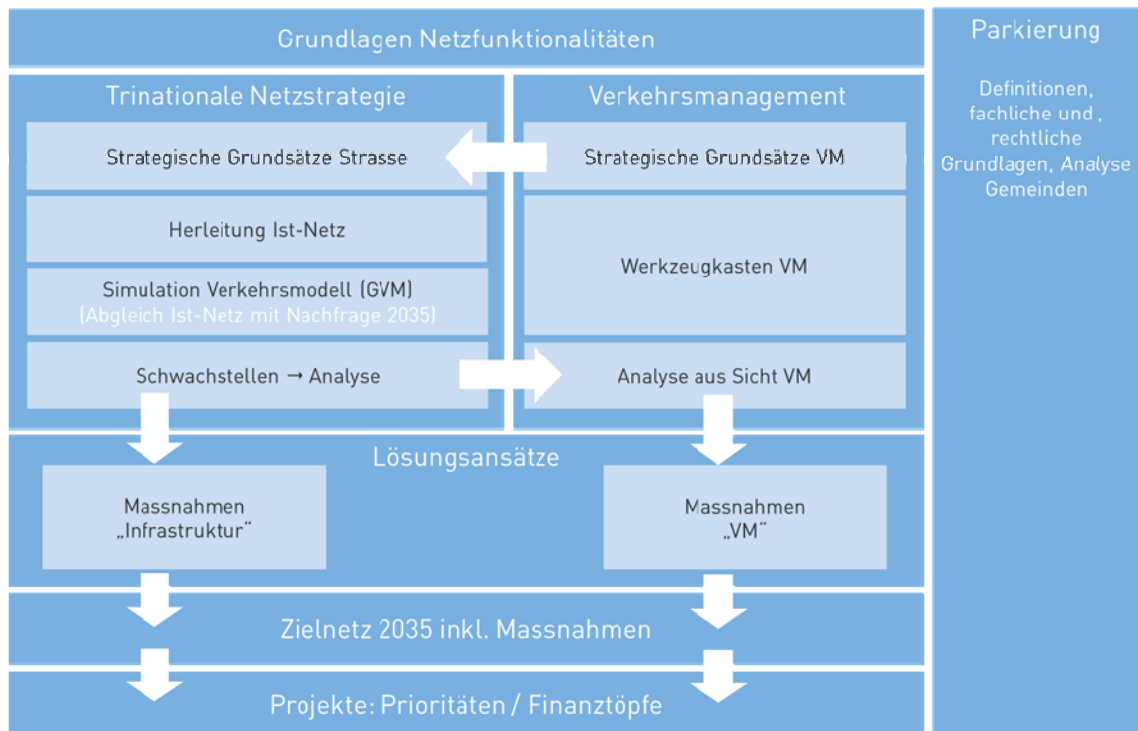 Grundlagen Netzfunktionalitäten
Trinationale Netzstrategie
Strategische Grundsätze Strasse
Herleitung Ist-Netz
Simulation Verkehrsmodell (GVM)
(Abgleich Ist-Netz mit Nachfrage 2035)
Schwachstellen → Analyse
Verkehrsmanagement
Strategische Grundsätze VM
Werkzeugkasten VM
Analyse aus Sicht VM
Lösungsansätze
Massnahmen
„Infrastruktur“
Massnahmen
„VM“
Zielnetz 2035 inkl. Massnahmen
Projekte: Prioritäten / Finanztöpfe
Parkierung
Definitionen,
fachliche und ,
rechtliche
Grundlagen, Analyse
Gemeinden